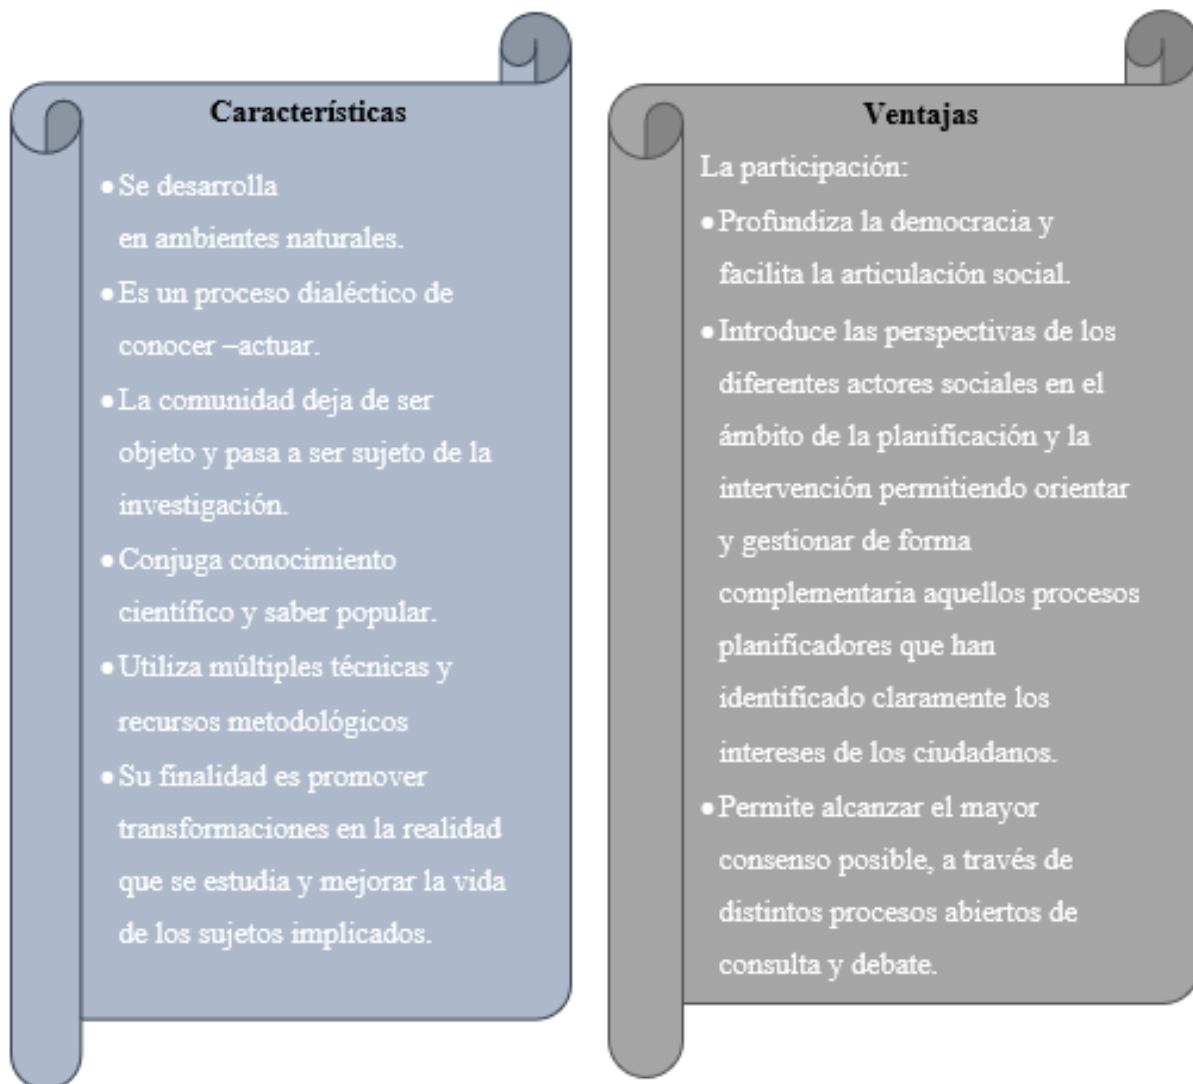 Características
• Se desarrolla
en ambientes naturales.
• Es un proceso dialéctico de
conocer –actuar.
• La comunidad deja de ser
objeto y pasa a ser sujeto de la
investigación.
• Conjuga conocimiento
científico y saber popular.
• Utiliza múltiples técnicas y
recursos metodológicos
• Su finalidad es promover
transformaciones en la realidad
que se estudia y mejorar la vida
de los sujetos implicados.
Ventajas
La participación:
• Profundiza la democracia y
facilita la articulación social.
• Introduce las perspectivas de los
diferentes actores sociales en el
ámbito de la planificación y la
intervención permitiendo orientar
y gestionar de forma
complementaria aquellos procesos
planificadores que han
identificado claramente los
intereses de los ciudadanos.
• Permite alcanzar el mayor
consenso posible, a través de
distintos procesos abiertos de
consulta y debate.